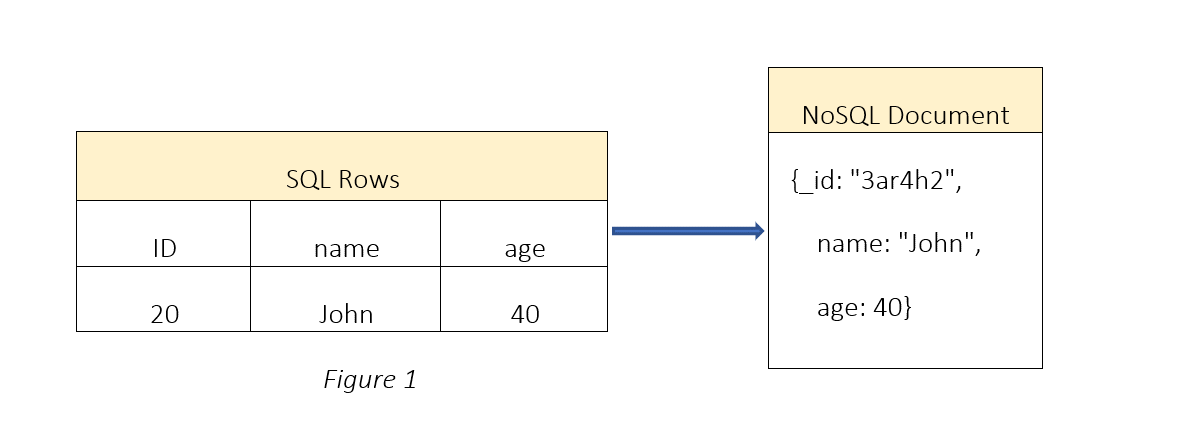 SQL Rows
ID name age
20 John 40
Figure 1
NoSQL Document
{_id: "3ar4h2",
name: "John",
age: 40}